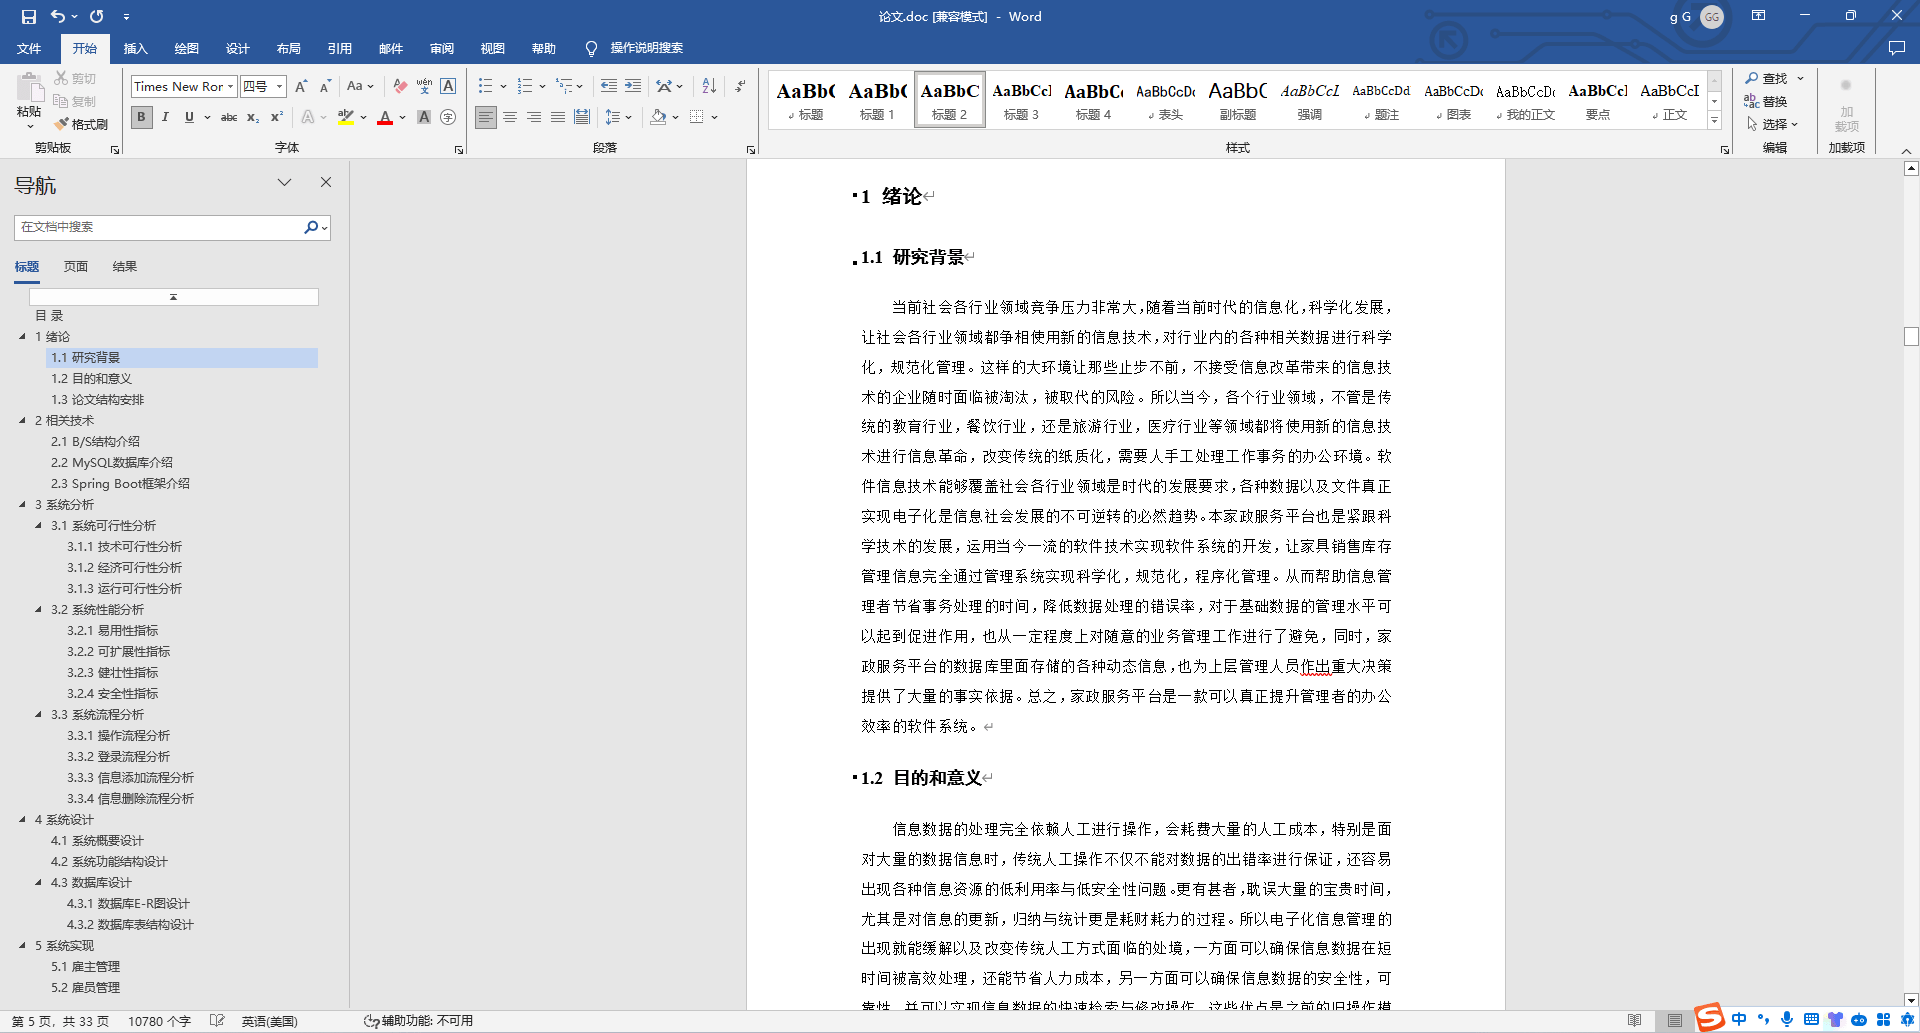 论文.doc [兼容模式] - Word
g G
GG
文件 开始 插入 绘图 设计 布局 引用 邮件 审阅 视图 帮助 操作说明搜索
粘贴
剪切
复制
格式刷
剪贴板
Times New Ror 四号
Aa
wén
文
A
B I U abc x₂ x² A aby A A 字
字体
段落
AaBbC 标题
AaBbC 标题 1
AaBbC 标题 2
AaBbCcI 标题 3
AaBbCc 标题 4
AaBbCcDc 表头
AaBbC 副标题
AaBbCcL 强调
AaBbCcDd 题注
AaBbCcDc 图表
AaBbCcDc 我的正文
AaBbCcI 要点
AaBbCcI 正文
样式
查找
替换
选择
编辑
加
载项
加载项
导航
在文档中搜索
标题 页面 结果
目 录
1 绪论
1.1 研究背景
1.2 目的和意义
1.3 论文结构安排
2 相关技术
2.1 B/S结构介绍
2.2 MySQL数据库介绍
2.3 Spring Boot框架介绍
3 系统分析
3.1 系统可行性分析
3.1.1 技术可行性分析
3.1.2 经济可行性分析
3.1.3 运行可行性分析
3.2 系统性能分析
3.2.1 易用性指标
3.2.2 可扩展性指标
3.2.3 健壮性指标
3.2.4 安全性指标
3.3 系统流程分析
3.3.1 操作流程分析
3.3.2 登录流程分析
3.3.3 信息添加流程分析
3.3.4 信息删除流程分析
4 系统设计
4.1 系统概要设计
4.2 系统功能结构设计
4.3 数据库设计
4.3.1 数据库E-R图设计
4.3.2 数据库表结构设计
5 系统实现
5.1 雇主管理
5.2 雇员管理
1 绪论
1.1 研究背景
当前社会各行业领域竞争压力非常大，随着当前时代的信息化，科学化发展，
让社会各行业领域都争相使用新的信息技术，对行业内的各种相关数据进行科学
化，规范化管理。这样的大环境让那些止步不前，不接受信息改革带来的信息技
术的企业随时面临被淘汰，被取代的风险。所以当今，各个行业领域，不管是传
统的教育行业，餐饮行业，还是旅游行业，医疗行业等领域都将使用新的信息技
术进行信息革命，改变传统的纸质化，需要人手工处理工作事务的办公环境。软
件信息技术能够覆盖社会各行业领域是时代的发展要求，各种数据以及文件真正
实现电子化是信息社会发展的不可逆转的必然趋势。本家政服务平台也是紧跟科
学技术的发展，运用当今一流的软件技术实现软件系统的开发，让家具销售库存
管理信息完全通过管理系统实现科学化，规范化，程序化管理。从而帮助信息管
理者节省事务处理的时间，降低数据处理的错误率，对于基础数据的管理水平可
以起到促进作用，也从一定程度上对随意的业务管理工作进行了避免，同时，家
政服务平台的数据库里面存储的各种动态信息，也为上层管理人员作出重大决策
提供了大量的事实依据。总之，家政服务平台是一款可以真正提升管理者的办公
效率的软件系统。
1.2 目的和意义
信息数据的处理完全依赖人工进行操作，会耗费大量的人工成本，特别是面
对大量的数据信息时，传统人工操作不仅不能对数据的出错率进行保证，还容易
出现各种信息资源的低利用率与低安全性问题。更有甚者，耽误大量的宝贵时间，
尤其是对信息的更新，归纳与统计更是耗财耗力的过程。所以电子化信息管理的
出现就能缓解以及改变传统人工方式面临的处境，一方面可以确保信息数据在短
时间被高效处理，还能节省人力成本，另一方面可以确保信息数据的安全性，可
靠性，并可以实现信息数据的快速检索与修改操作，这些优点是之前的旧操作模
第 5 页，共 33 页 10780 个字 英语(美国) 辅助功能: 不可用
中